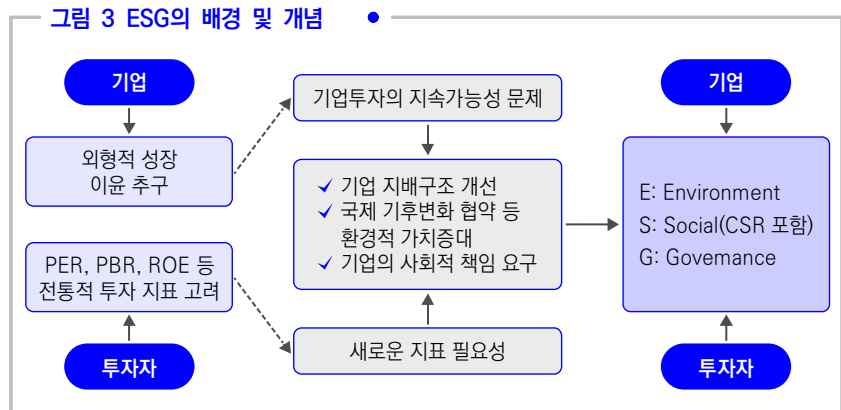 그림 3 ESG의 배경 및 개념
기업
외형적 성장
이윤 추구
PER, PBR, ROE 등
전통적 투자 지표 고려
투자자
기업투자의 지속가능성 문제
기업 지배구조 개선
국제 기후변화 협약 등
환경적 가치증대
기업의 사회적 책임 요구
새로운 지표 필요성
기업
E: Environment
S: Social(CSR 포함)
G: Govemance
투자자